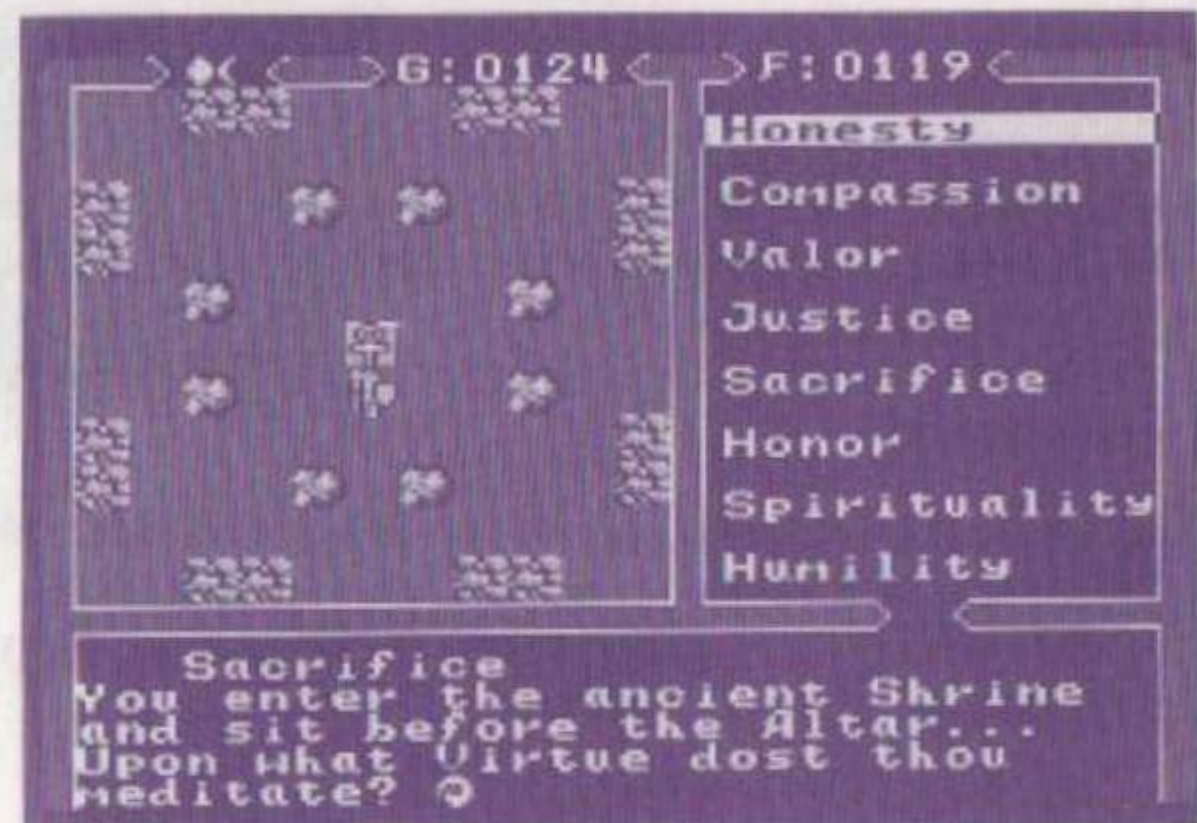 G:0124 F:0119
Honesty
Compassion
Valor
Justice
Sacrifice
Honor
Spirituality
Humility
Sacrifice
You enter the ancient Shrine
and sit before the Altar...
Upon what Virtue dost thou
meditate?